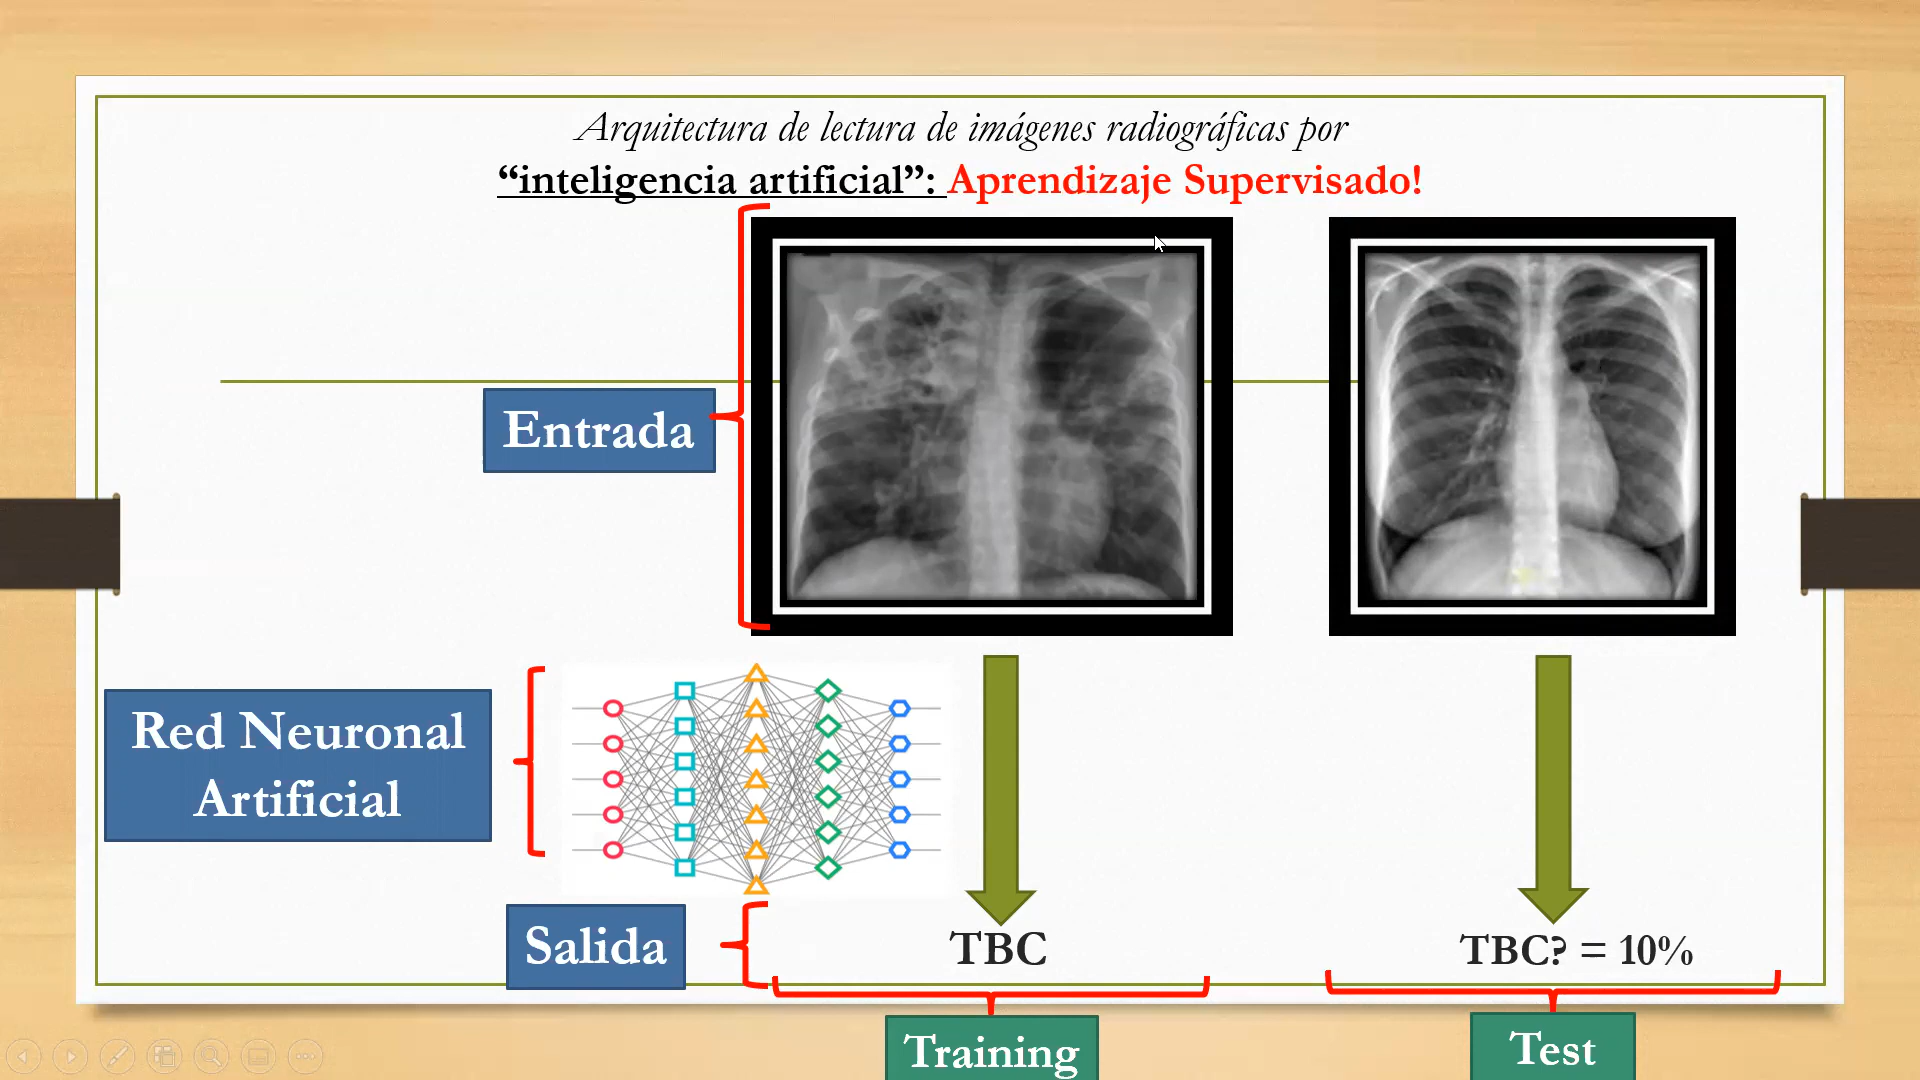 Arquitectura de lectura de imágenes radiográficas por
“inteligencia artificial”: Aprendizaje Supervisado!
Entrada
Red Neuronal
Artificial
Salida
TBC
TBC? = 10%
Training
Test